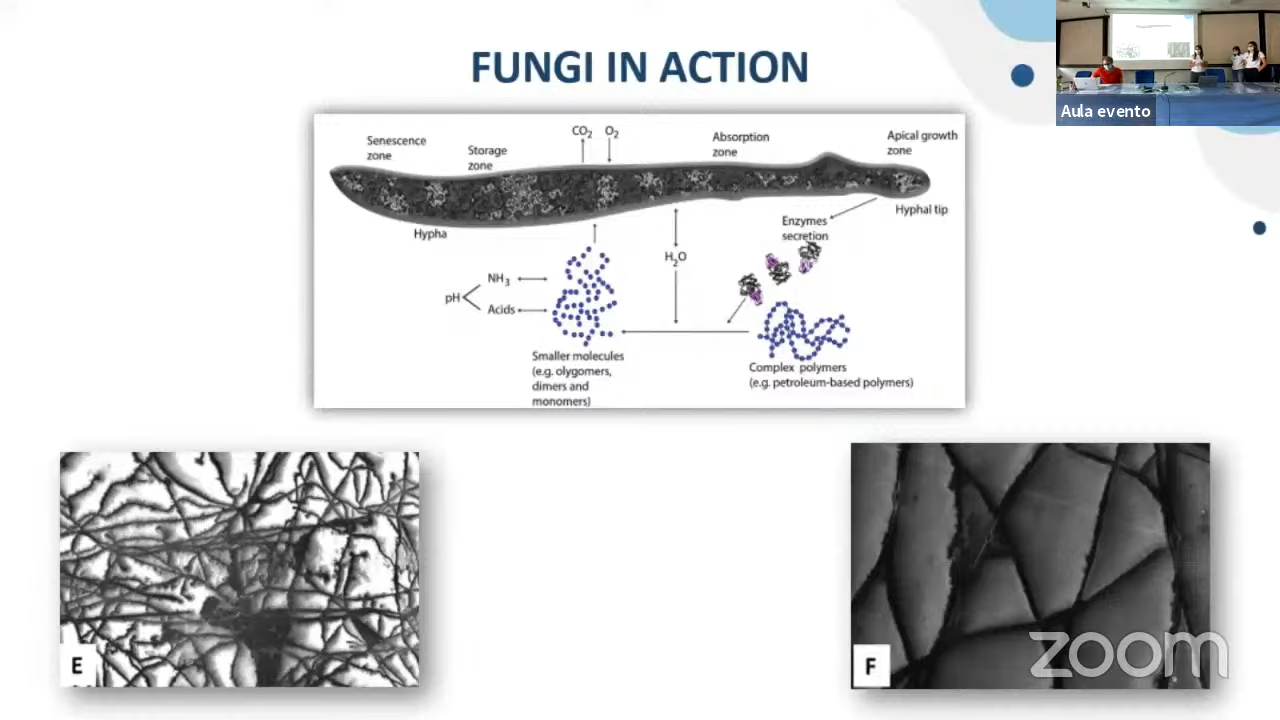 FUNGI IN ACTION
Aula evento
Senescence
zone
Storage
zone
CO2 O2
Absorption
zone
Apical growth
zone
Hypha
Hyphal tip
Enzymes
secretion
H2O
pH
NH3
Acids
Smaller molecules
(e.g. olygomers,
dimers and
monomers)
Complex polymers
(e.g. petroleum-based polymers)
E
F
zoom